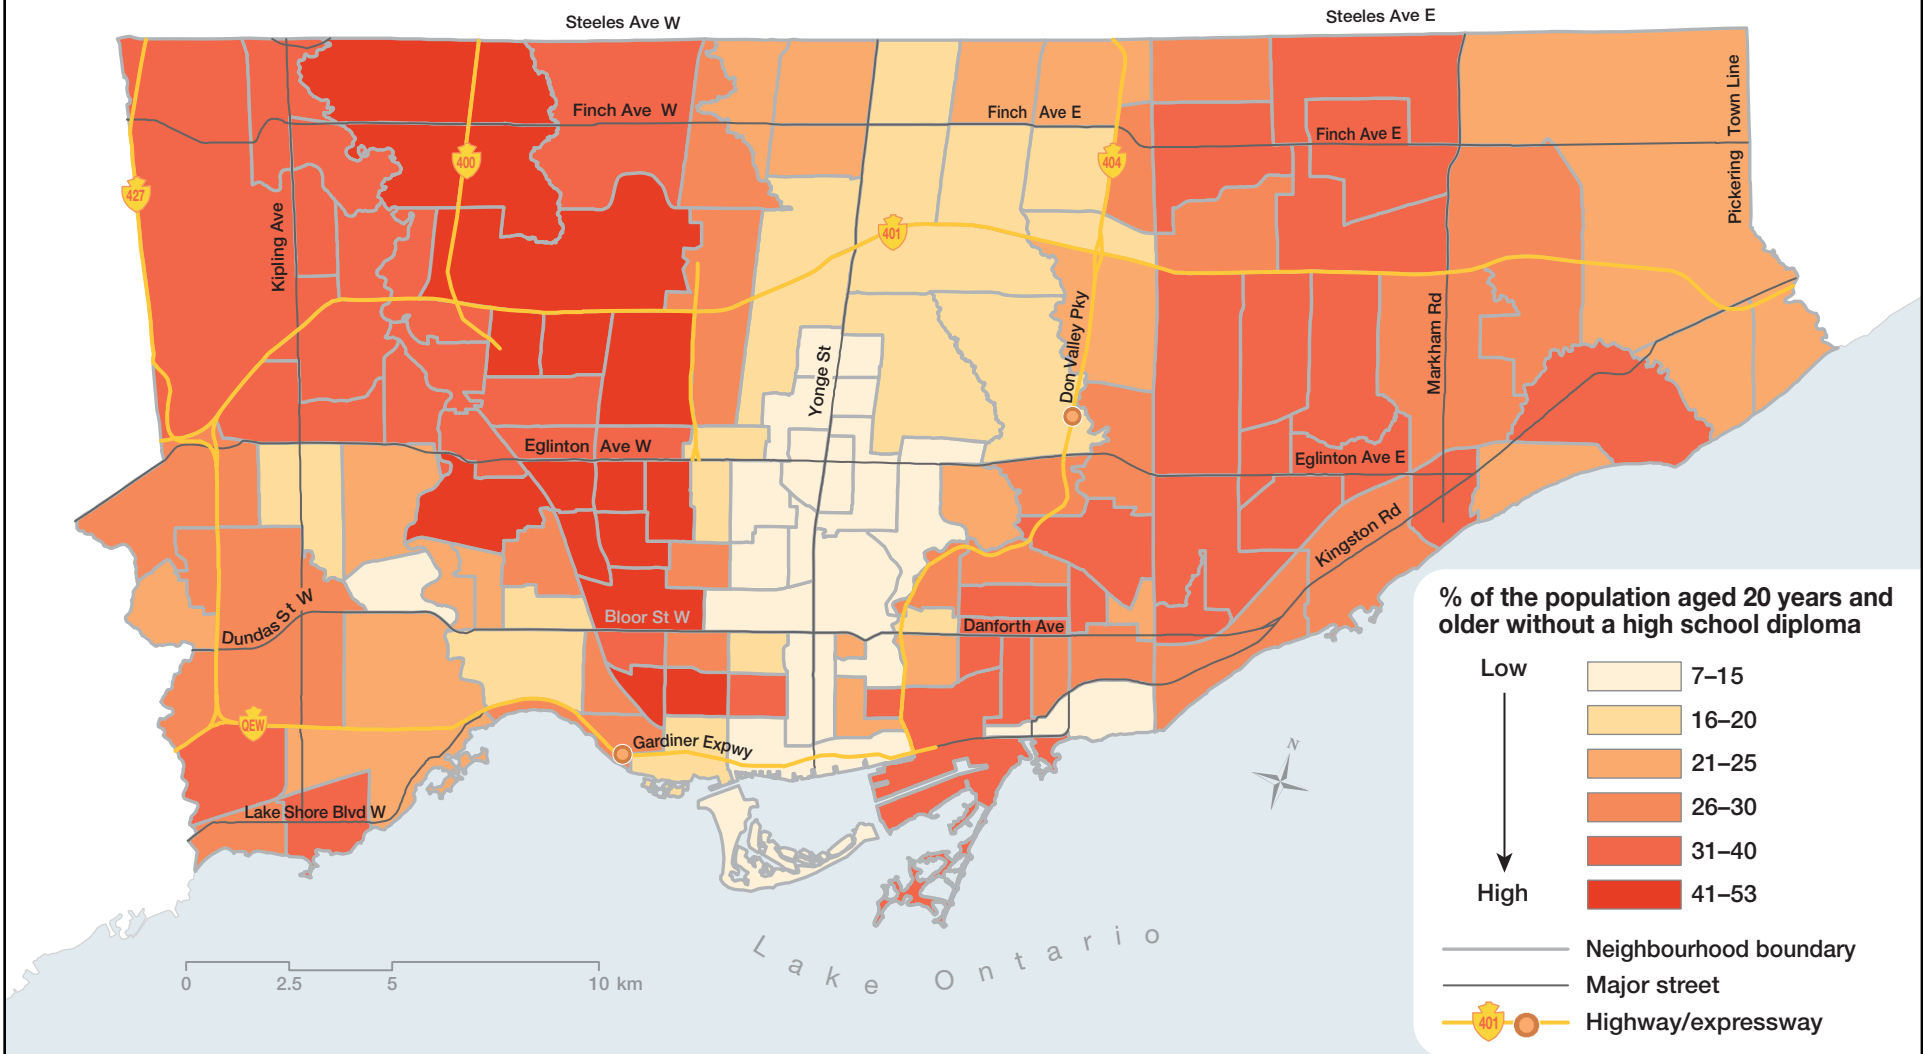 Steeles Ave W
Steeles Ave E
Finch Ave W
Finch Ave E
Finch Ave E
Pickering Town Line
400
404
427
401
Kipling Ave
Don Valley Pky
Markham Rd
Yonge St
Eglinton Ave W
Eglinton Ave E
Kingston Rd
Dundas St W
Bloor St W
Danforth Ave
QEW
Gardiner Expwy
Lake Shore Blvd W
N
Lake Ontario
0 2.5 5 10 km
% of the population aged 20 years and
older without a high school diploma
Low
High
7–15
16–20
21–25
26–30
31–40
41–53
Neighbourhood boundary
Major street
401
Highway/expressway